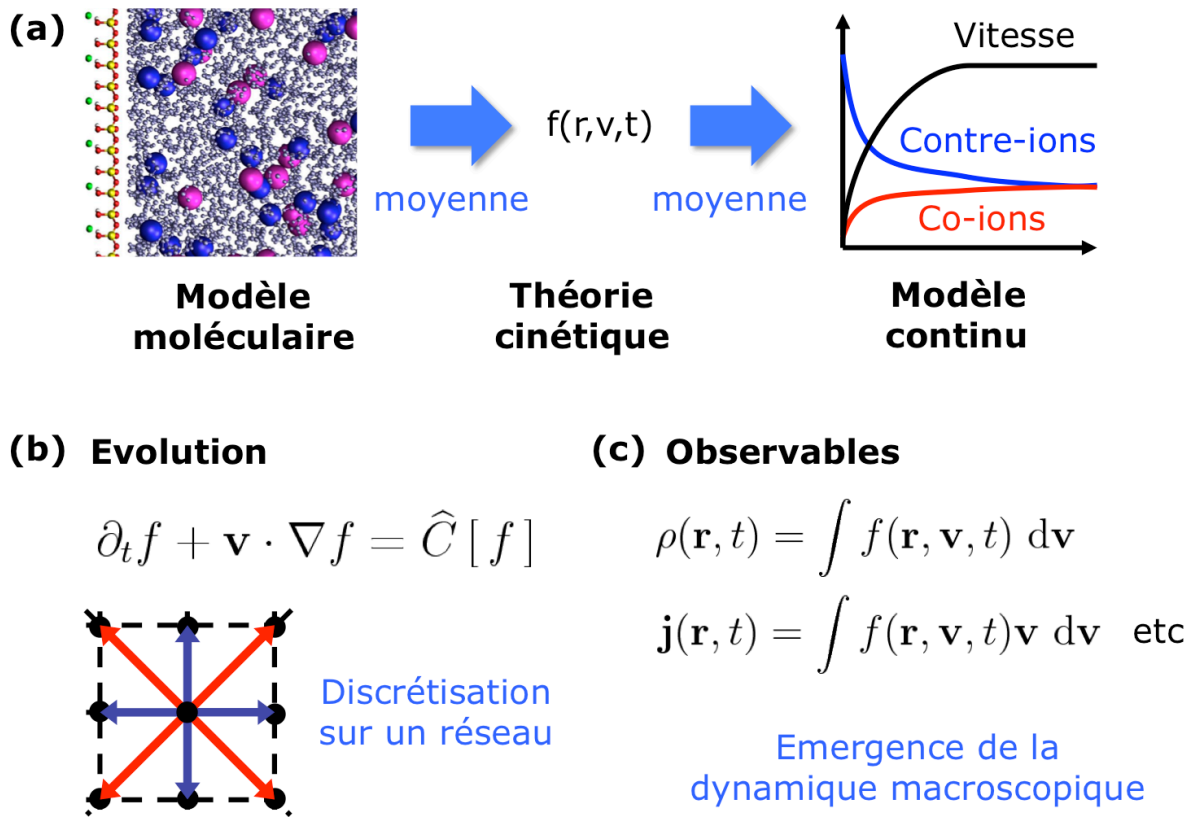 (a)
Vitesse
f(r,v,t)
Contre-ions
moyenne
moyenne
Co-ions
Modèle
moléculaire
Théorie
cinétique
Modèle
continu
(b) Evolution
∂ₜf + v · ∇f = Ĉ [ f ]
Discrétisation
sur un réseau
(c) Observables
ρ(r, t) = ∫ f(r, v, t) dv
j(r, t) = ∫ f(r, v, t)v dv etc
Emergence de la
dynamique macroscopique